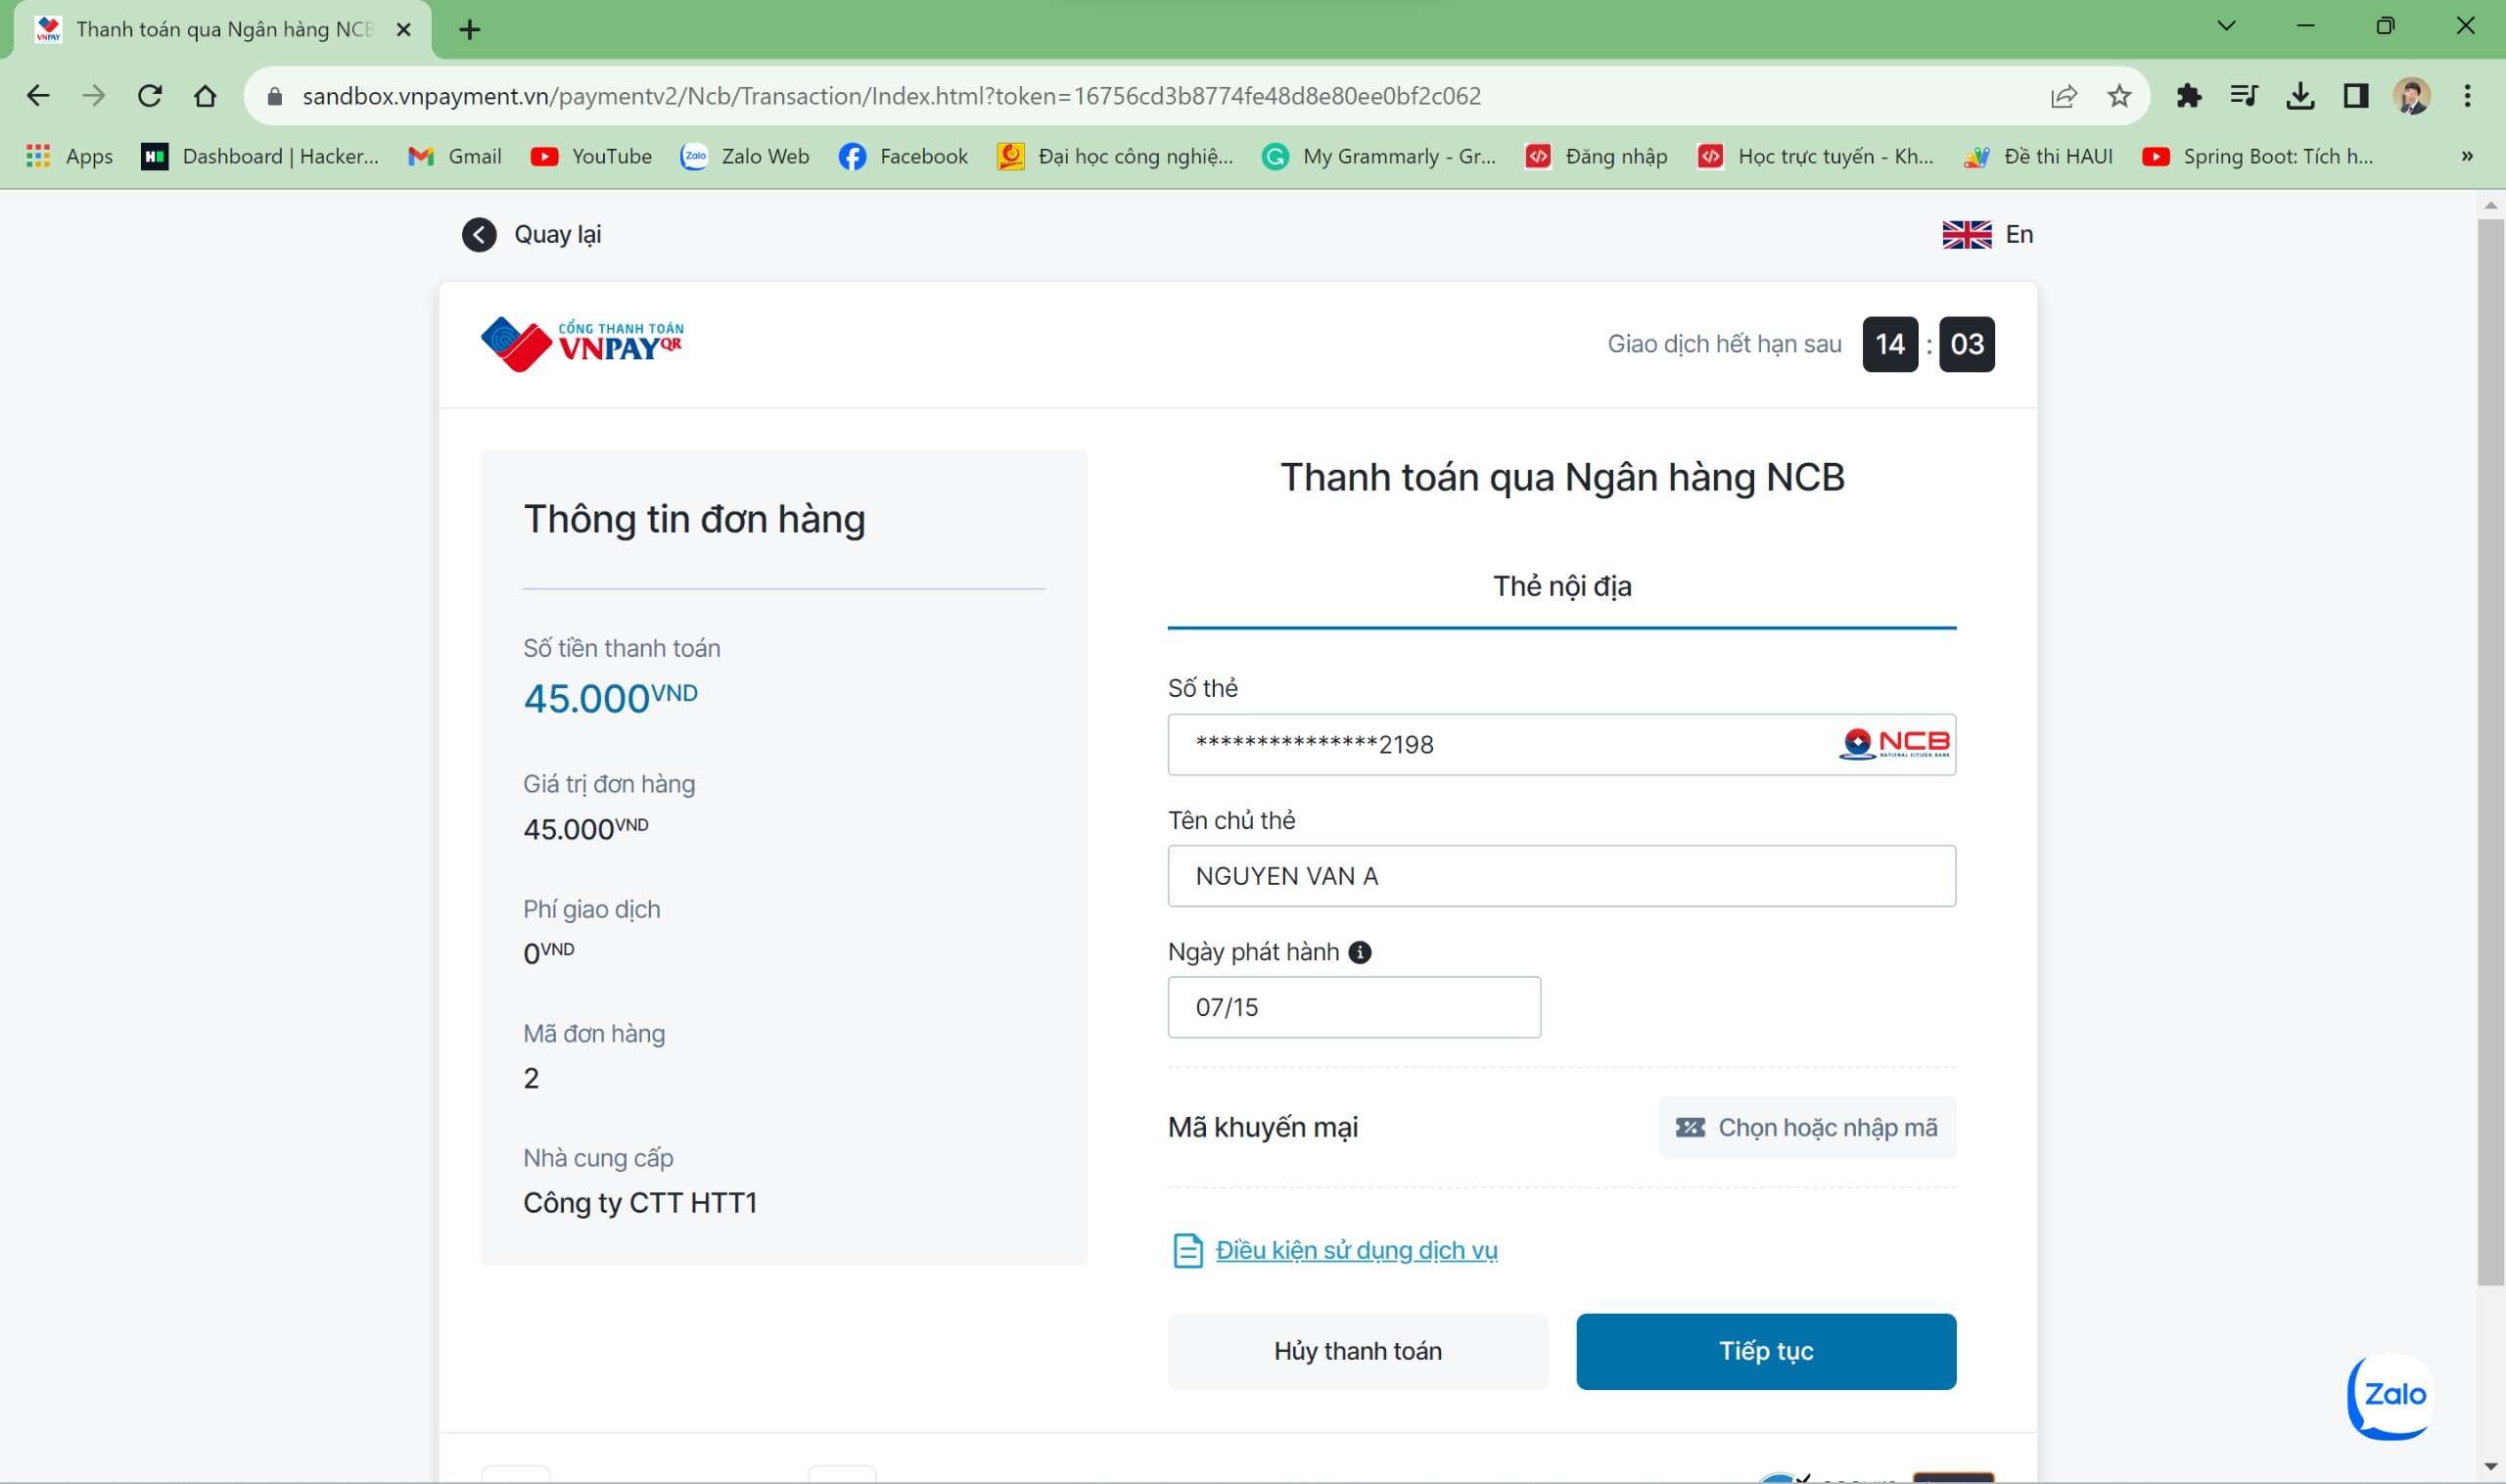 Thanh toán qua Ngân hàng NCB
sandbox.vnpayment.vn/paymentv2/Ncb/Transaction/Index.html?token=16756cd3b8774fe48d8e80ee0bf2c062
Apps
Dashboard | Hacker...
Gmail
YouTube
Zalo Web
Facebook
Đại học công nghiệ...
My Grammarly - Gr...
Đăng nhập
Học trực tuyến - Kh...
Đề thi HAUI
Spring Boot: Tích h...
Quay lại
En
CỔNG THANH TOÁN
VNPAYQR
Giao dịch hết hạn sau 14 : 03
Thông tin đơn hàng
Số tiền thanh toán
45.000VND
Giá trị đơn hàng
45.000VND
Phí giao dịch
0VND
Mã đơn hàng
2
Nhà cung cấp
Công ty CTT HTT1
Thanh toán qua Ngân hàng NCB
Thẻ nội địa
Số thẻ
***************2198
NCB
NATIONAL CITIZEN BANK
Tên chủ thẻ
NGUYEN VAN A
Ngày phát hành
07/15
Mã khuyến mại
Chọn hoặc nhập mã
Điều kiện sử dụng dịch vụ
Hủy thanh toán
Tiếp tục
Zalo